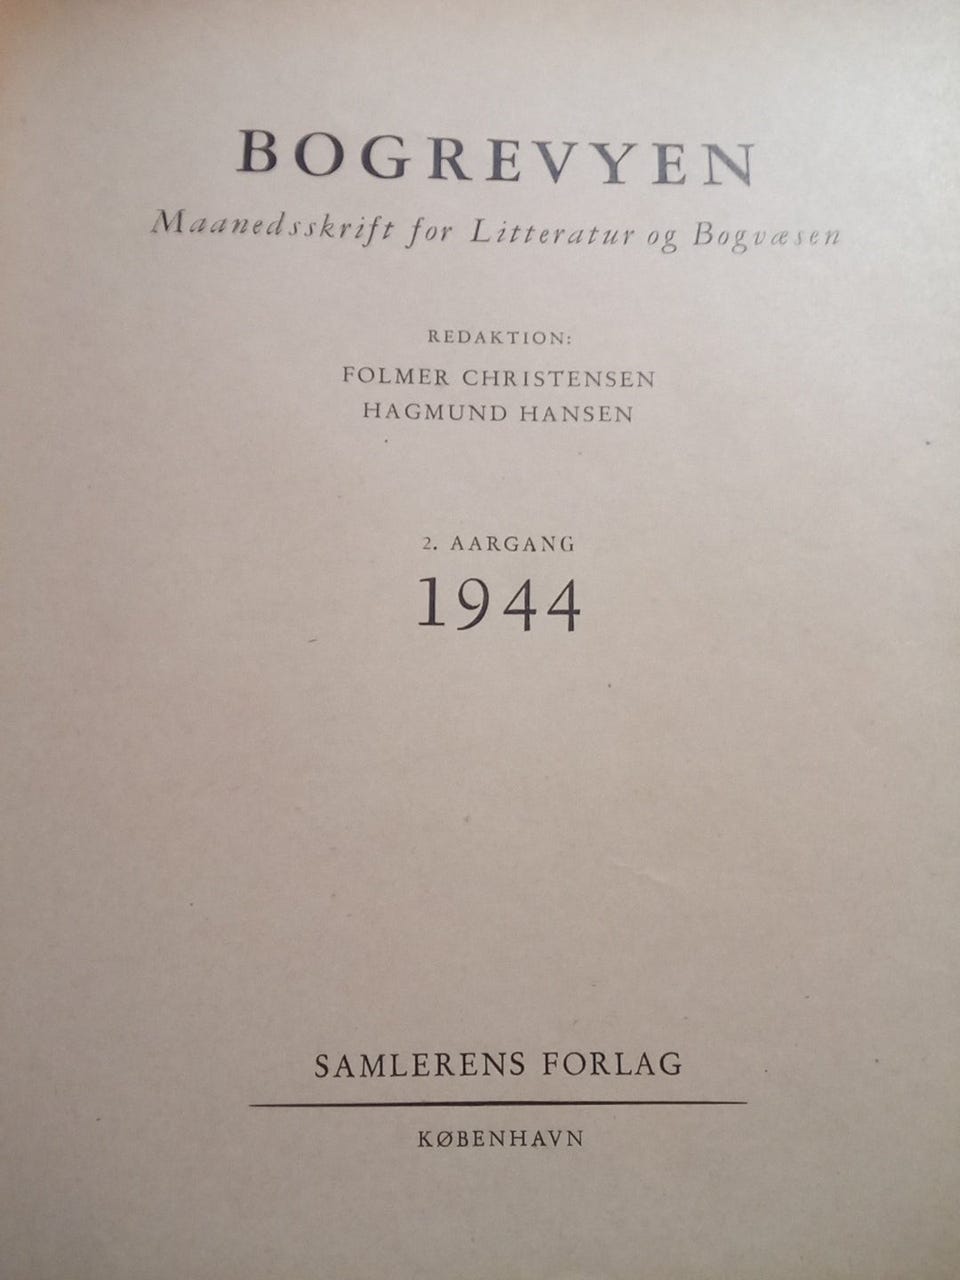 BOGREVYEN
Maanedsskrift for Litteratur og Bogvæsen
REDAKTION:
FOLMER CHRISTENSEN
HAGMUND HANSEN
2. AARGANG
1944
SAMLERENS FORLAG
KØBENHAVN